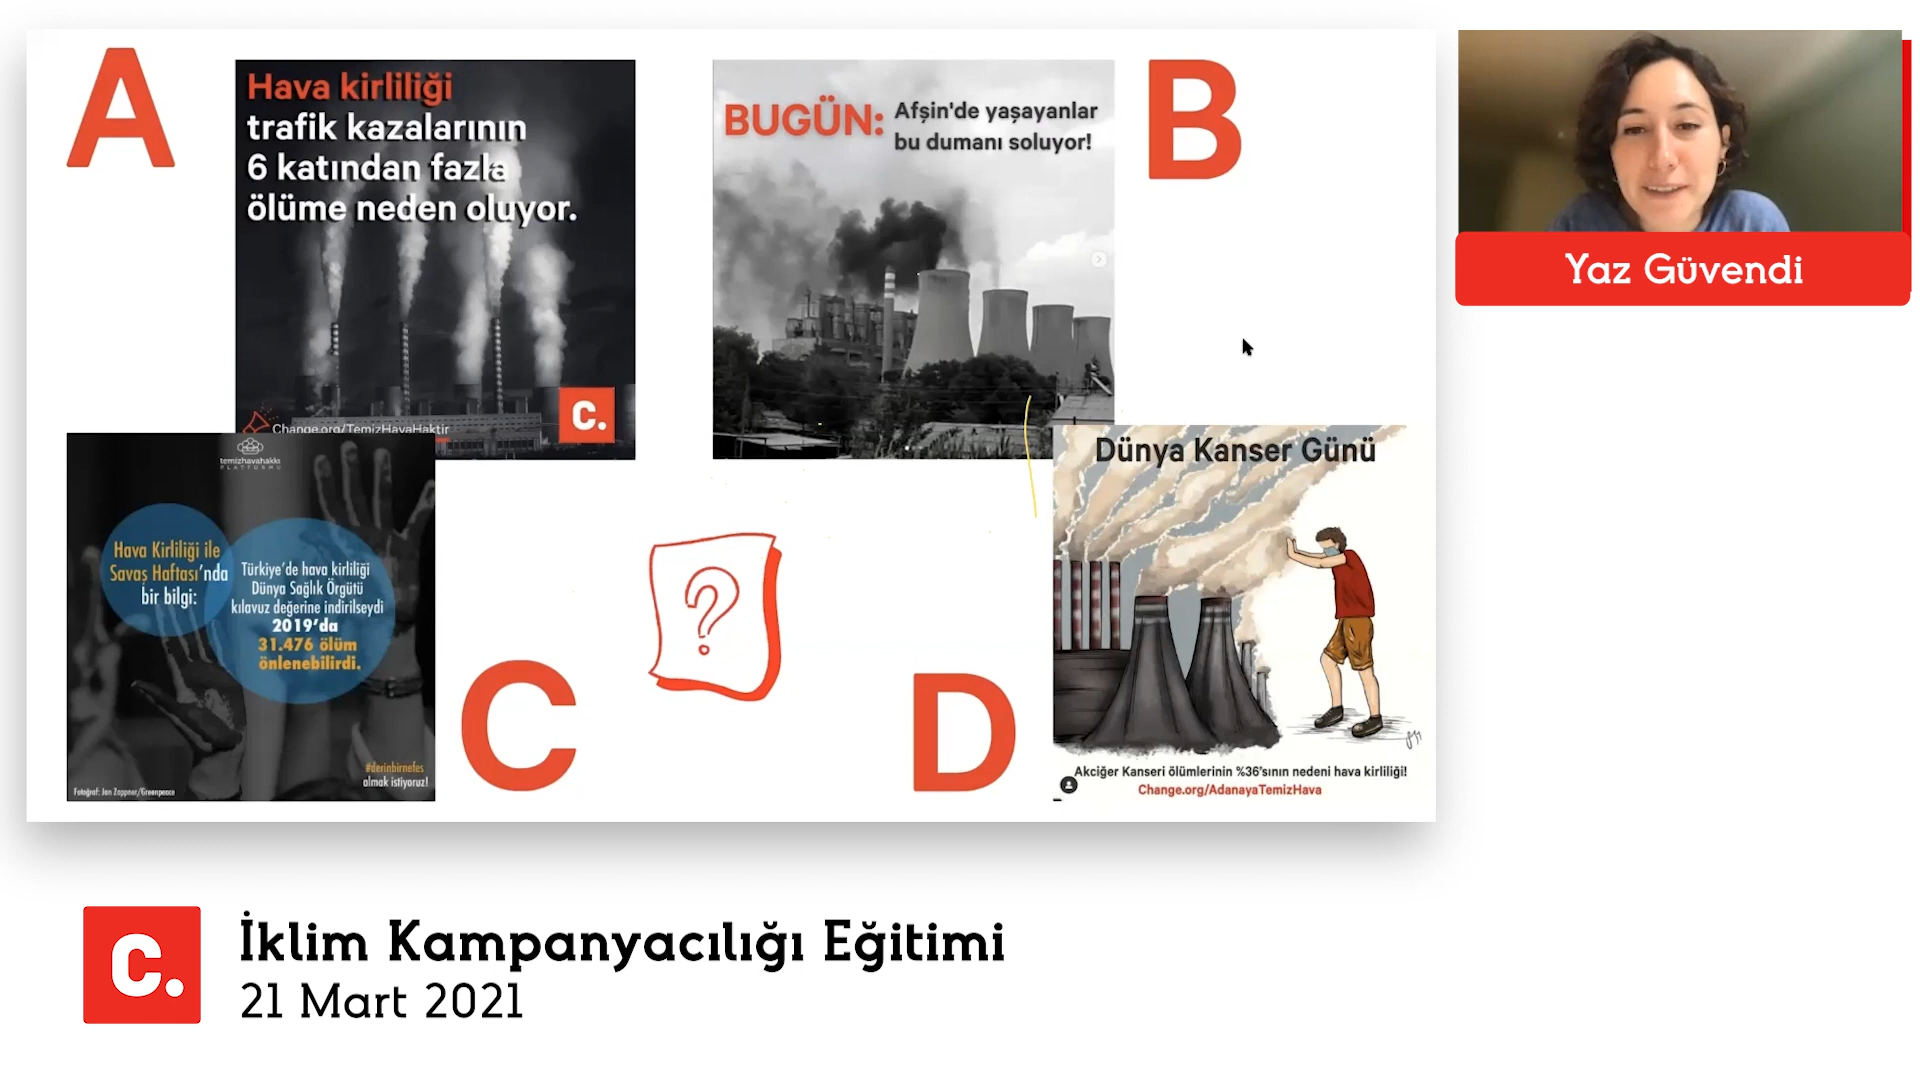 A
Hava kirliliği
trafik kazalarının
6 katından fazla
ölüme neden oluyor.
C.
Change.org/TemizHavaHaktir
BUGÜN: Afşin'de yaşayanlar
bu dumanı soluyor!
B
temizhavahakkı
PLATFORMU
Hava Kirliliği ile
Savaş Haftası'nda
bir bilgi:
Türkiye'de hava kirliliği
Dünya Sağlık Örgütü
kılavuz değerine indirilseydi
2019'da
31.476 ölüm
önlenebilirdi.
#derinbirnefes
almak istiyoruz!
Fotoğraf: Jan Zappner/Greenpeace
C
?
D
Dünya Kanser Günü
Akciğer Kanseri ölümlerinin %36'sının nedeni hava kirliliği!
Change.org/AdanayaTemizHava
Yaz Güvendi
C.
İklim Kampanyacılığı Eğitimi
21 Mart 2021